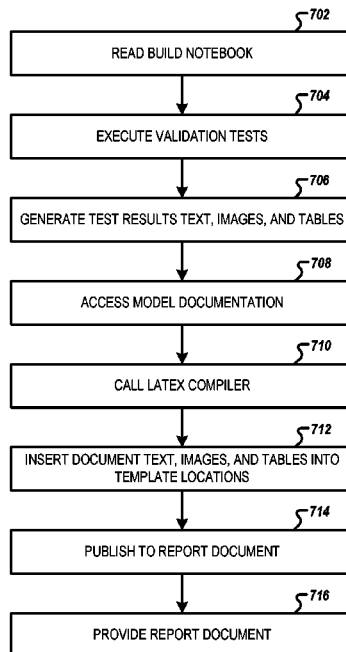 702
READ BUILD NOTEBOOK
704
EXECUTE VALIDATION TESTS
706
GENERATE TEST RESULTS TEXT, IMAGES, AND TABLES
708
ACCESS MODEL DOCUMENTATION
710
CALL LATEX COMPILER
712
INSERT DOCUMENT TEXT, IMAGES, AND TABLES INTO
TEMPLATE LOCATIONS
714
PUBLISH TO REPORT DOCUMENT
716
PROVIDE REPORT DOCUMENT